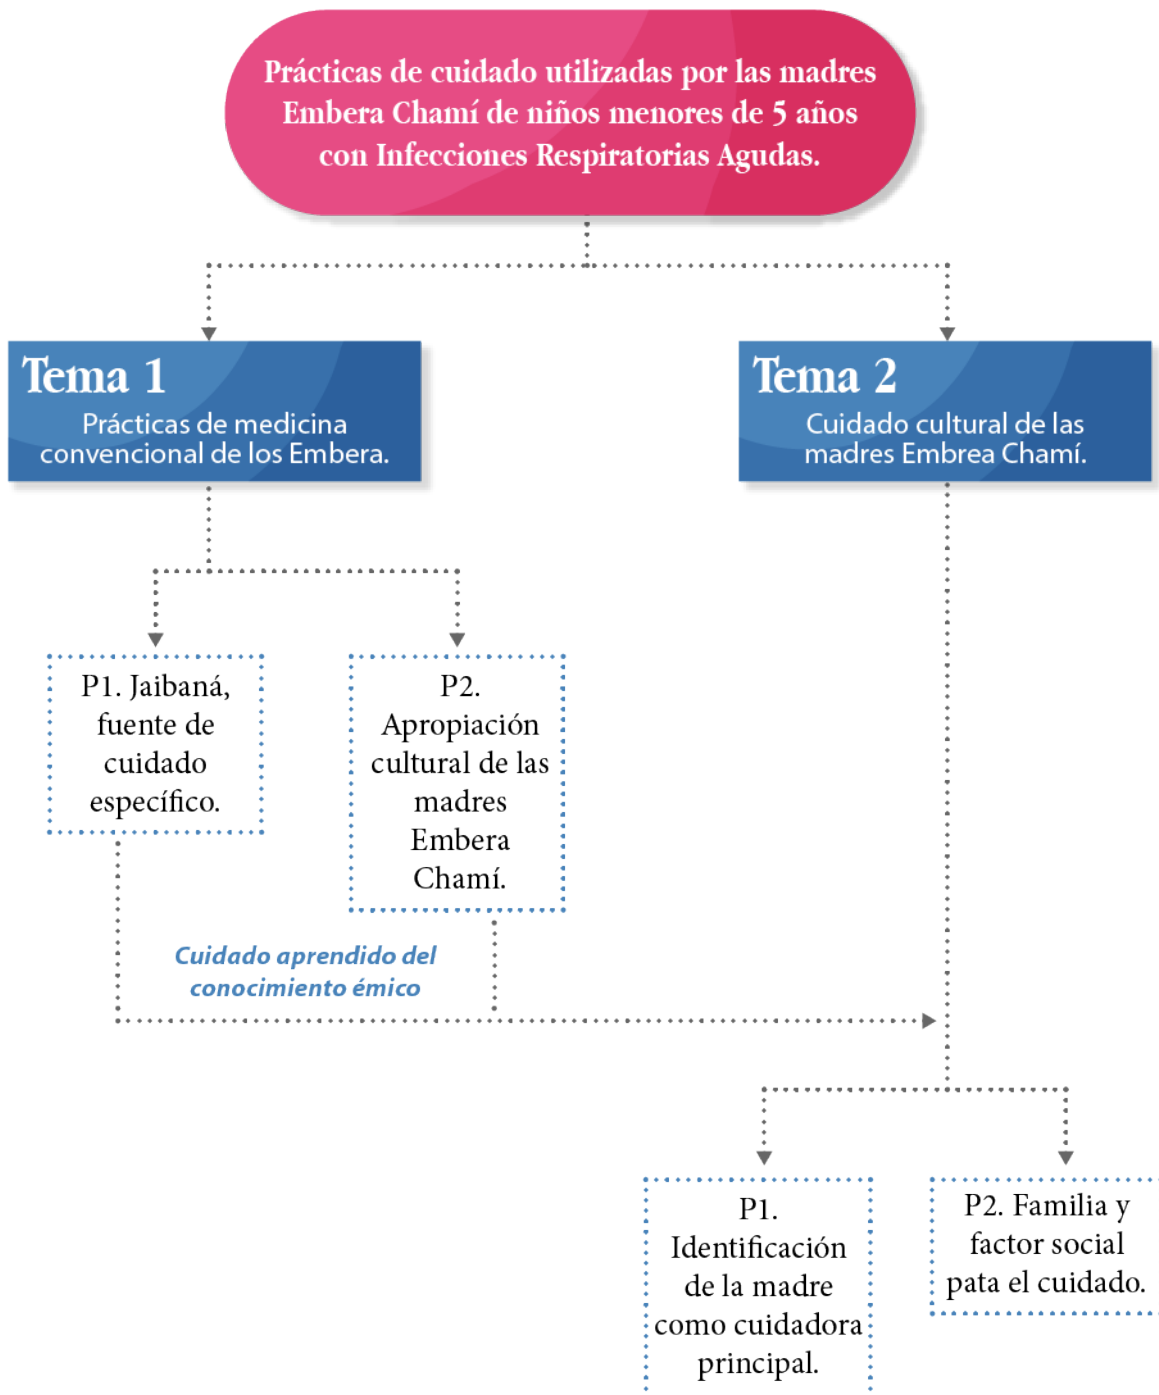 Prácticas de cuidado utilizadas por las madres
Embera Chamí de niños menores de 5 años
con Infecciones Respiratorias Agudas.
Tema 1
Prácticas de medicina
convencional de los Embera.
Tema 2
Cuidado cultural de las
madres Embrea Chamí.
P1. Jaibaná,
fuente de
cuidado
específico.
P2.
Apropiación
cultural de las
madres
Embera
Chamí.
Cuidado aprendido del
conocimiento émico
P1.
Identificación
de la madre
como cuidadora
principal.
P2. Familia y
factor social
pata el cuidado.